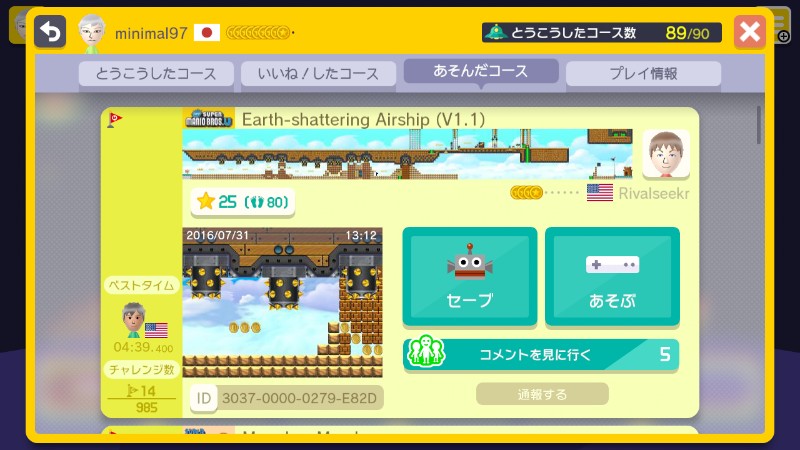 minimal97
とうこうしたコース数 89/90
とうこうしたコース
いいね!したコース
あそんだコース
プレイ情報
SUPER MARIO BROS. U
Earth-shattering Airship (V1.1)
25 (80)
Rivalseekr
2016/07/31 13:12
セーブ
あそぶ
ベストタイム
04:39.400
チャレンジ数
14
985
コメントを見に行く 5
ID 3037-0000-0279-E82D
通報する